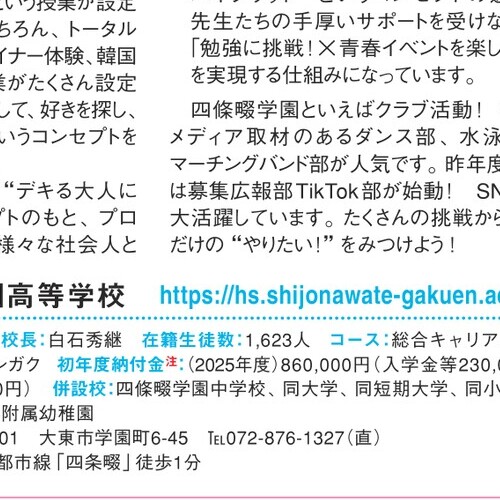 という授業が設定
ちろん、トータル
イナー体験、韓国
業がたくさん設定
して、好きを探し、
いうコンセプトを
“デキる大人に
プトのもと、プロ
様々な社会人と
先生たちの手厚いサポートを受けな
「勉強に挑戦!×青春イベントを楽し
を実現する仕組みになっています。
四條畷学園といえばクラブ活動!
メディア取材のあるダンス部、水泳
マーチングバンド部が人気です。昨年度
は募集広報部TikTok部が始動! SN
大活躍しています。たくさんの挑戦から
だけの“やりたい!”をみつけよう!
高等学校 https://hs.shijonawate-gakuen.a
校長:白石秀継 在籍生徒数:1,623人 コース:総合キャリア
ンガク 初年度納付金注:(2025年度)860,000円(入学金等230,0
0円) 併設校:四條畷学園中学校、同大学、同短期大学、同小
附属幼稚園
01 大東市学園町6-45 ℡072-876-1327(直)
都市線「四条畷」徒歩1分